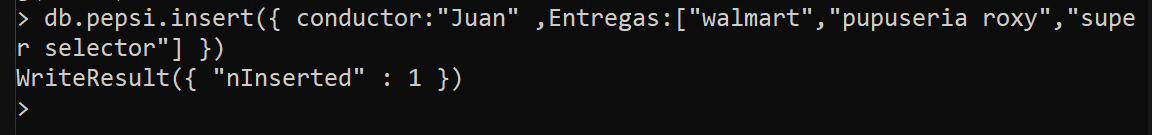 > db.pepsi.insert({ conductor:"Juan" ,Entregas:["walmart","pupuseria roxy","supe
r selector"] })
WriteResult({ "nInserted" : 1 })
>